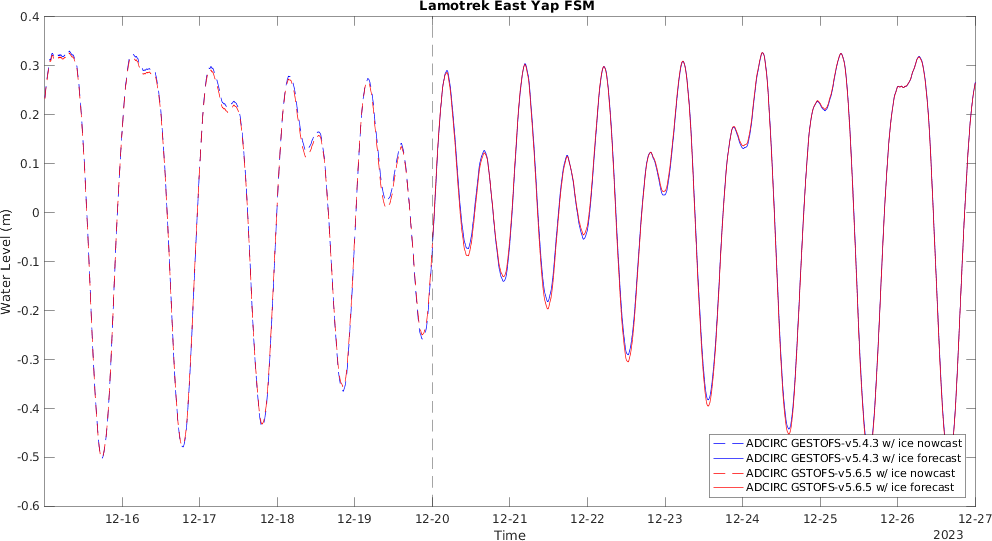 Lamotrek East Yap FSM
0.4
0.3
0.2
0.1
0
-0.1
-0.2
-0.3
-0.4
-0.5
-0.6
Water Level (m)
ADCIRC GESTOFS-v5.4.3 w/ ice nowcast
ADCIRC GESTOFS-v5.4.3 w/ ice forecast
ADCIRC GSTOFS-v5.6.5 w/ ice nowcast
ADCIRC GSTOFS-v5.6.5 w/ ice forecast
12-16 12-17 12-18 12-19 12-20 12-21 12-22 12-23 12-24 12-25 12-26 12-27
Time
2023